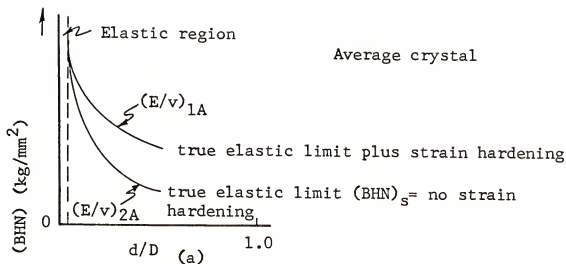 Elastic region
Average crystal
(E/v)1A
true elastic limit plus strain hardening
true elastic limit (BHN)s= no strain
hardening
(E/v)2A
(BHN) (kg/mm2)
0
1.0
d/D
(a)